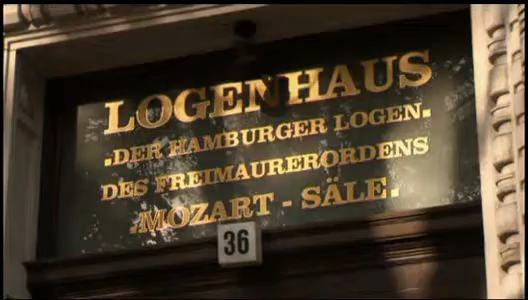 LOGENHAUS
.DER HAMBURGER LOGEN.
DES FREIMAURERORDENS
.MOZART - SÄLE.
36